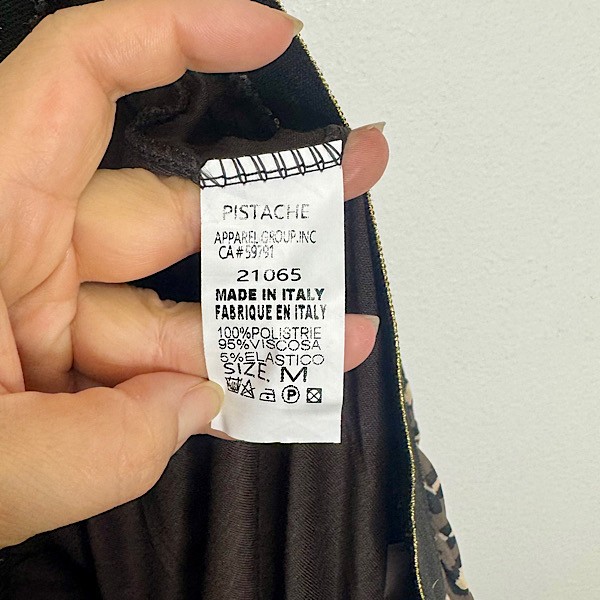 PISTACHE
APPAREL GROUP.INC
CA#59791
21065
MADE IN ITALY
FABRIQUE EN ITALY
100%POLISTRIE
95%VISCOSA
5%ELASTICO
SIZE. M
P